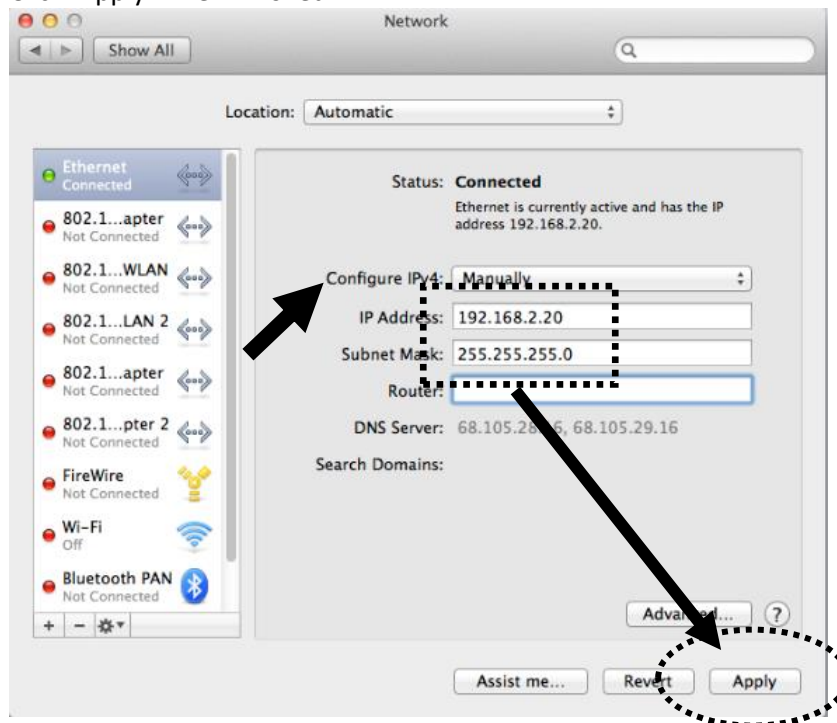 Network
Show All
Location: Automatic
Ethernet
Connected
802.1...apter
Not Connected
802.1...WLAN
Not Connected
802.1...LAN 2
Not Connected
802.1...apter
Not Connected
802.1...pter 2
Not Connected
FireWire
Not Connected
Wi-Fi
Off
Bluetooth PAN
Not Connected
Status: Connected
Ethernet is currently active and has the IP
address 192.168.2.20.
Configure IPv4: Manually
IP Address: 192.168.2.20
Subnet Mask: 255.255.255.0
Router:
DNS Server: 68.105.29.16
Search Domains:
Advanced... ?
Assist me... Revert Apply